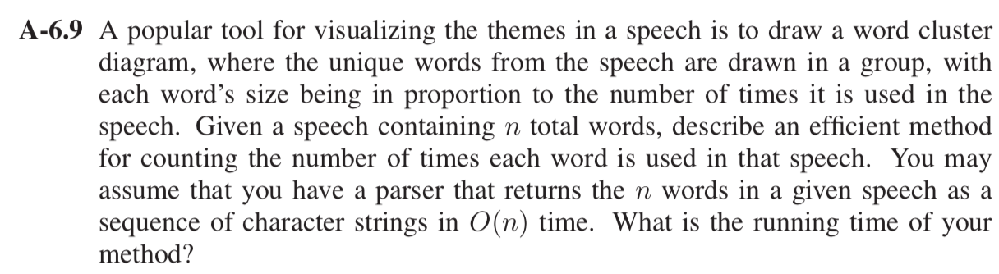 A-6.9 A popular tool for visualizing the themes in a speech is to draw a word cluster
diagram, where the unique words from the speech are drawn in a group, with
each word's size being in proportion to the number of times it is used in the
speech. Given a speech containing n total words, describe an efficient method
for counting the number of times each word is used in that speech. You may
assume that you have a parser that returns the n words in a given speech as a
sequence of character strings in O(n) time. What is the running time of your
method?